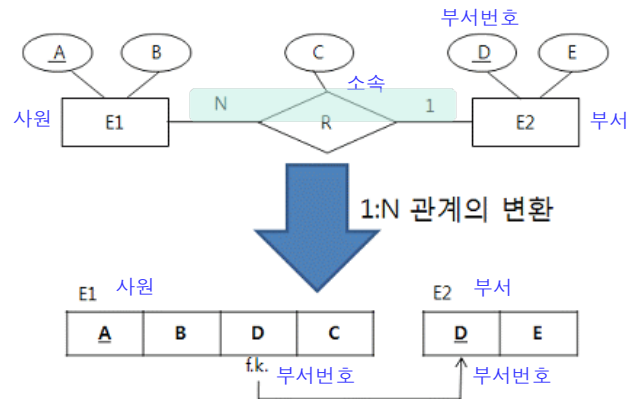 부서번호
A B C D E
소속
사원 E1 N R 1 E2 부서
1:N 관계의 변환
E1 사원 E2 부서
A B D C D E
f.k. 부서번호 부서번호